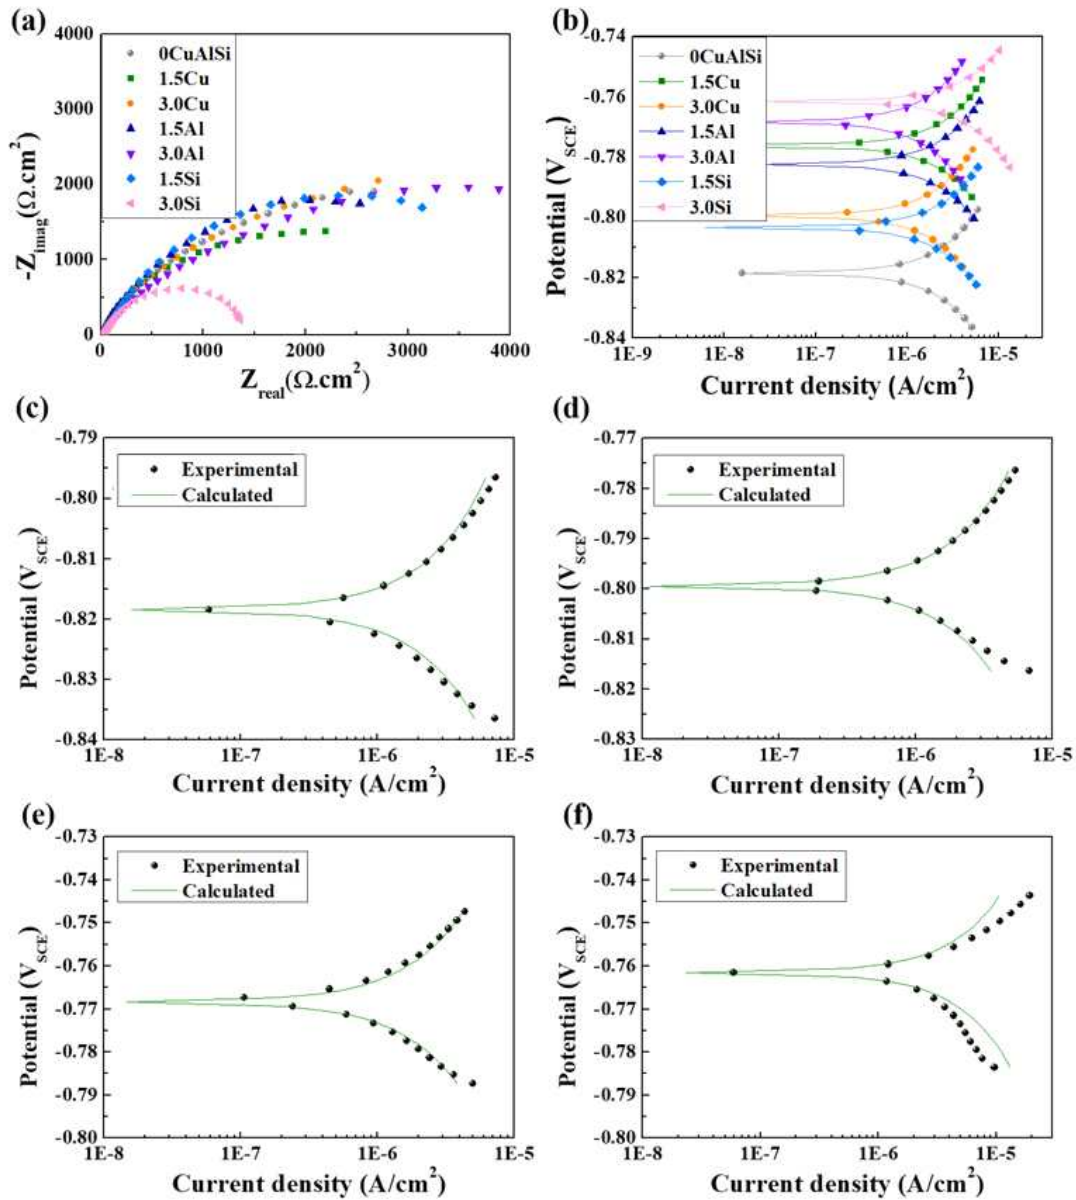 (a)
4000
3000
2000
1000
0
0CuAlSi
1.5Cu
3.0Cu
1.5Al
3.0Al
1.5Si
3.0Si
-Z_imag(Ω.cm²)
0 1000 2000 3000 4000
Z_real(Ω.cm²)
(b)
-0.74
-0.76
-0.78
-0.80
-0.82
-0.84
0CuAlSi
1.5Cu
3.0Cu
1.5Al
3.0Al
1.5Si
3.0Si
Potential (V_SCE)
1E-9 1E-8 1E-7 1E-6 1E-5
Current density (A/cm²)
(c)
-0.79
-0.80
-0.81
-0.82
-0.83
-0.84
Experimental
Calculated
Potential (V_SCE)
1E-8 1E-7 1E-6 1E-5
Current density (A/cm²)
(d)
-0.77
-0.78
-0.79
-0.80
-0.81
-0.82
-0.83
Experimental
Calculated
Potential (V_SCE)
1E-8 1E-7 1E-6 1E-5
Current density (A/cm²)
(e)
-0.73
-0.74
-0.75
-0.76
-0.77
-0.78
-0.79
-0.80
Experimental
Calculated
Potential (V_SCE)
1E-8 1E-7 1E-6 1E-5
Current density (A/cm²)
(f)
-0.73
-0.74
-0.75
-0.76
-0.77
-0.78
-0.79
-0.80
Experimental
Calculated
Potential (V_SCE)
1E-8 1E-7 1E-6 1E-5
Current density (A/cm²)